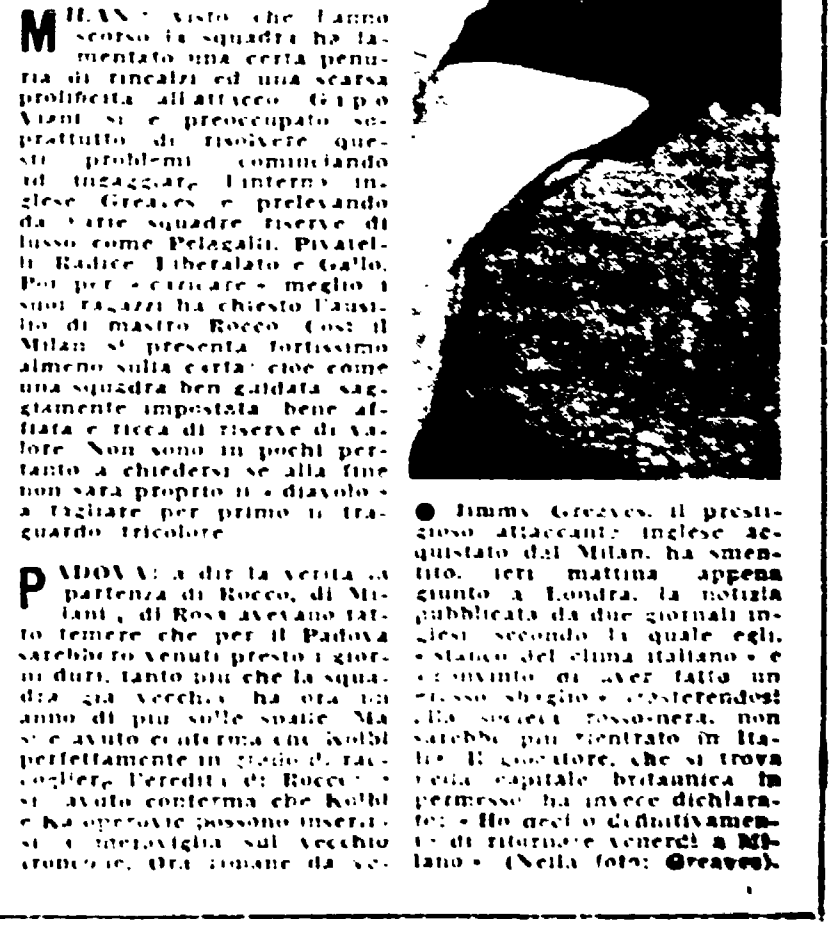 MILAN: visto che l'anno
scorso la squadra ha la-
mentato una certa penu-
ria di rincalzi ed una scarsa
prolificità all'attacco Gipo
Viani si è preoccupato so-
prattutto di risolvere que-
sti problemi cominciando
ad ingaggiare l'interno in-
glese Greaves e prelevando
da varie squadre riserve di
lusso come Pelagalli, Pivatel-
li Radice Liberalato e Gallo.
Poi per « caricare » meglio i
suoi ragazzi ha chiesto l'ausi-
lio di mastro Rocco Così il
Milan si presenta fortissimo
almeno sulla carta: cioè come
una squadra ben guidata sag-
giamente impostata bene af-
fiata e ricca di riserve di va-
lore Non sono in pochi per-
tanto a chiedersi se alla fine
non sarà proprio il « diavolo »
a tagliare per primo il tra-
guardo tricolore
PADOVA: a dir la verità la
partenza di Rocco, di Mi-
lani, di Rosa avevano fat-
to temere che per il Padova
sarebbero venuti presto i gior-
ni duri, tanto più che la squa-
dra già vecchia ha ora un
anno di più sulle spalle Ma
si è avuto conferma che Kolbl
perfettamente in grado di rac-
cogliere l'eredità di Rocco
si avuto conferma che Kolbl
e possono inserir-
si a meraviglia sul vecchio
Ora rimane da ve-
● Jimmy Greaves, il presti-
gioso attaccante inglese ac-
quistato dal Milan, ha smen-
tito, ieri mattina appena
giunto a Londra, la notizia
pubblicata da due giornali in-
glesi secondo la quale egli,
« stanco del clima italiano » e
convinto di aver fatto un
grosso sbaglio » trasferendosi
alla società rosso-nera, non
sarebbe più rientrato in Ita-
lia. Il giocatore, che si trova
nella capitale britannica in
permesso ha invece dichiara-
to: « Ho deciso definitivamen-
te di ritornare venerdì a Mi-
lano » (Nella foto: Greaves).